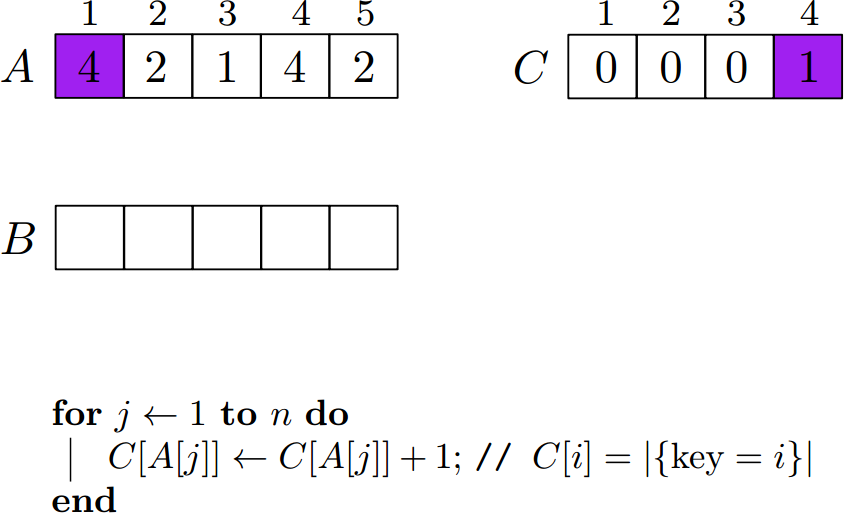 1 2 3 4 5 1 2 3 4
A 4 2 1 4 2 C 0 0 0 1
B
for j ← 1 to n do
C[A[j]] ← C[A[j]] + 1; // C[i] = |{key = i}|
end